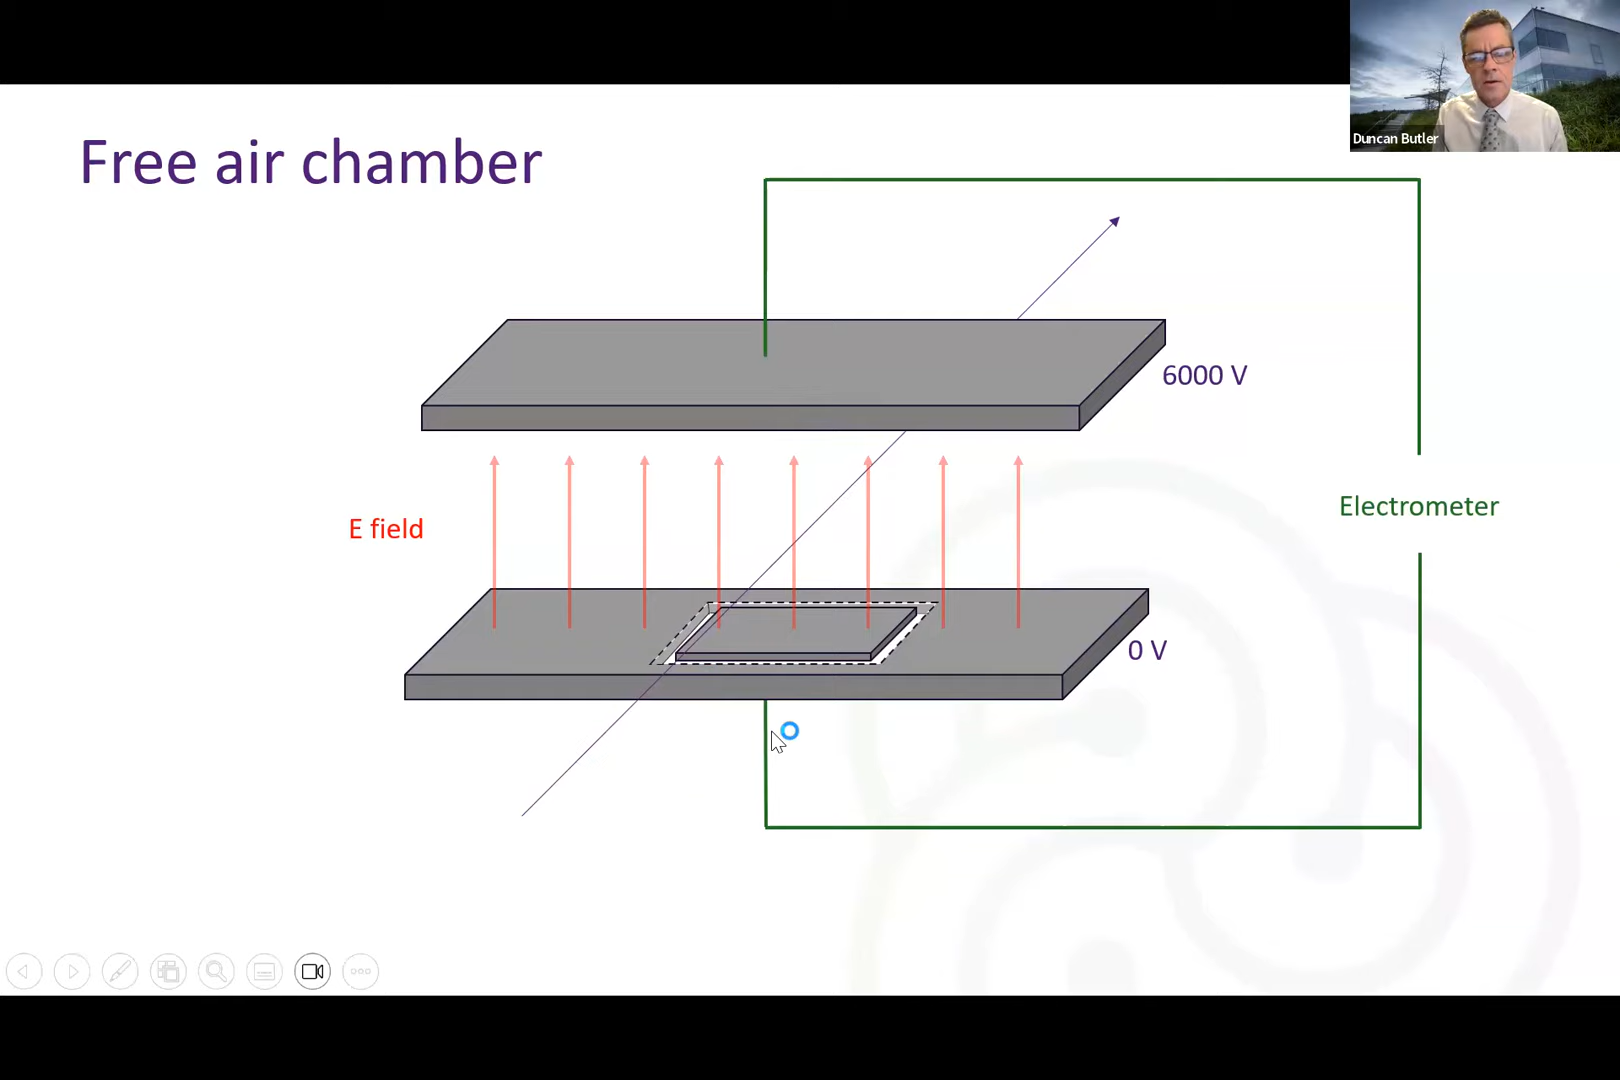 Duncan Butler
Free air chamber
6000 V
Electrometer
E field
0 V